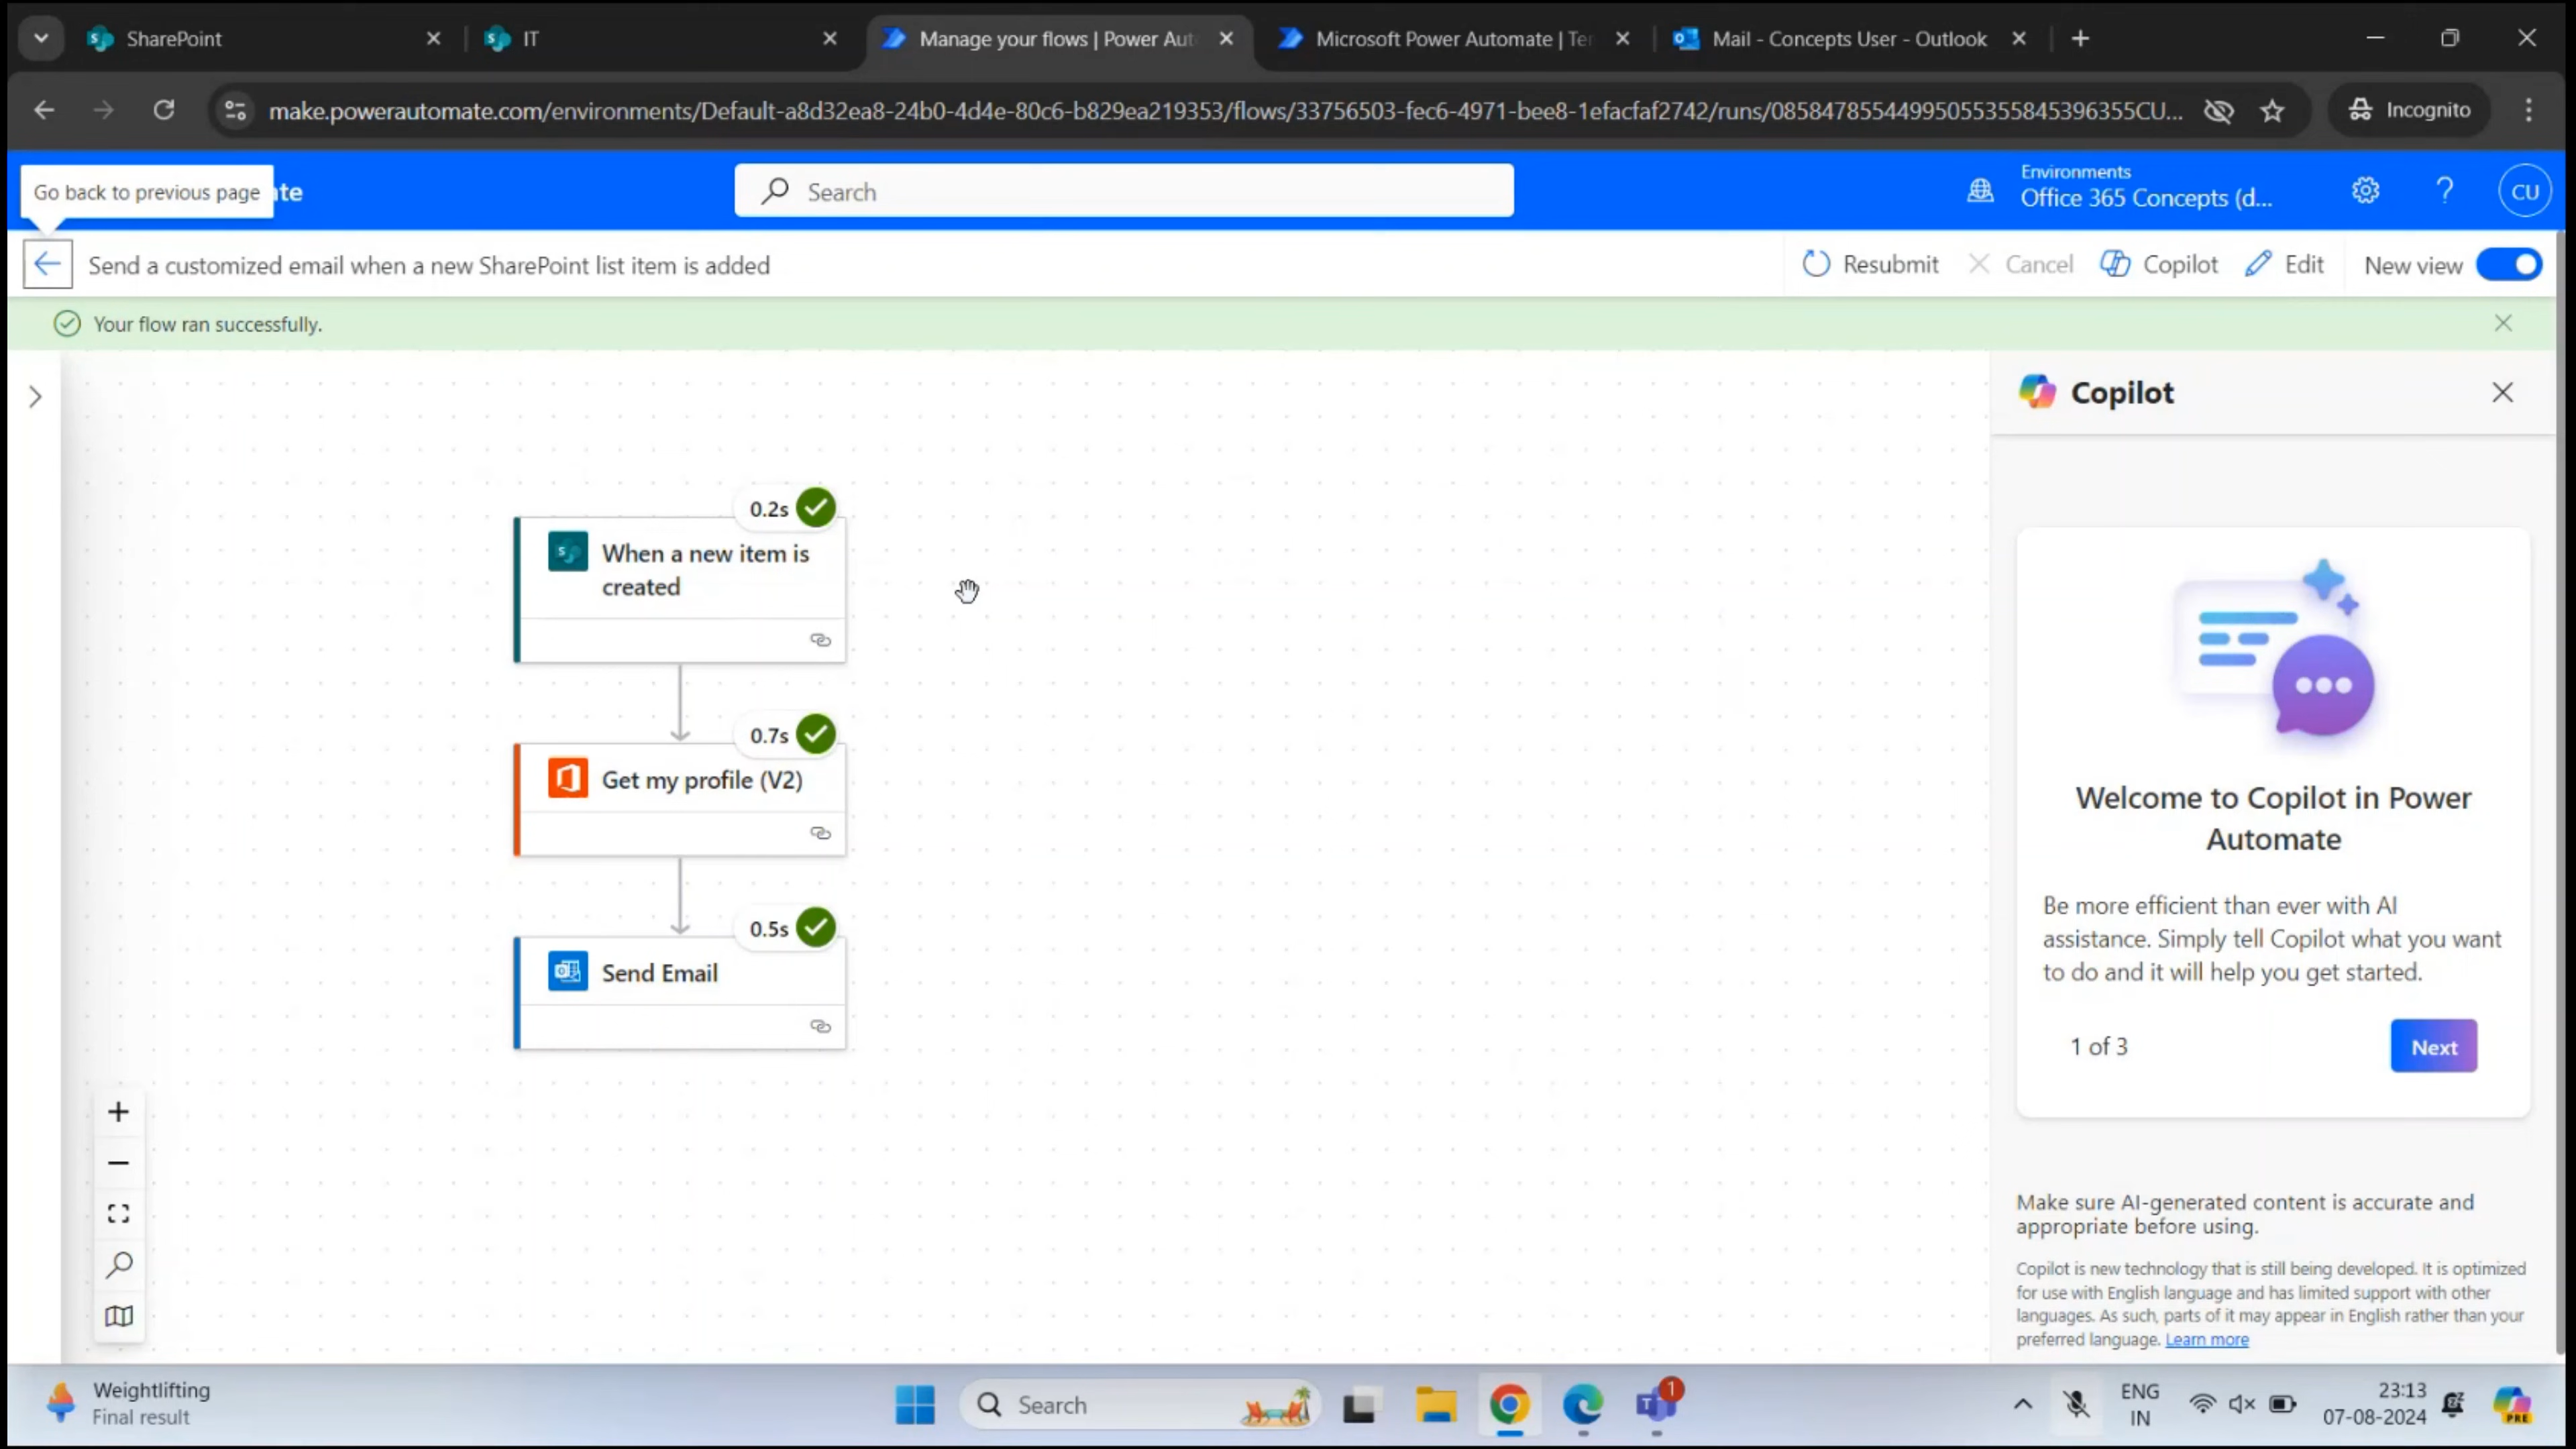 SharePoint
IT
Manage your flows | Power Aut
Microsoft Power Automate | Te
Mail - Concepts User - Outlook
make.powerautomate.com/environments/Default-a8d32ea8-24b0-4d4e-80c6-b829ea219353/flows/33756503-fec6-4971-bee8-1efacfaf2742/runs/08584785544995055355845396355CU...
Incognito
Go back to previous page
te
Search
Environments
Office 365 Concepts (d...
CU
Send a customized email when a new SharePoint list item is added
Resubmit
Cancel
Copilot
Edit
New view
Your flow ran successfully.
Copilot
0.2s
When a new item is
created
0.7s
Get my profile (V2)
0.5s
Send Email
Welcome to Copilot in Power
Automate
Be more efficient than ever with AI
assistance. Simply tell Copilot what you want
to do and it will help you get started.
1 of 3
Next
Make sure AI-generated content is accurate and
appropriate before using.
Copilot is new technology that is still being developed. It is optimized
for use with English language and has limited support with other
languages. As such, parts of it may appear in English rather than your
preferred language. Learn more
Weightlifting
Final result
Search
1
ENG
IN
23:13
07-08-2024
PRE